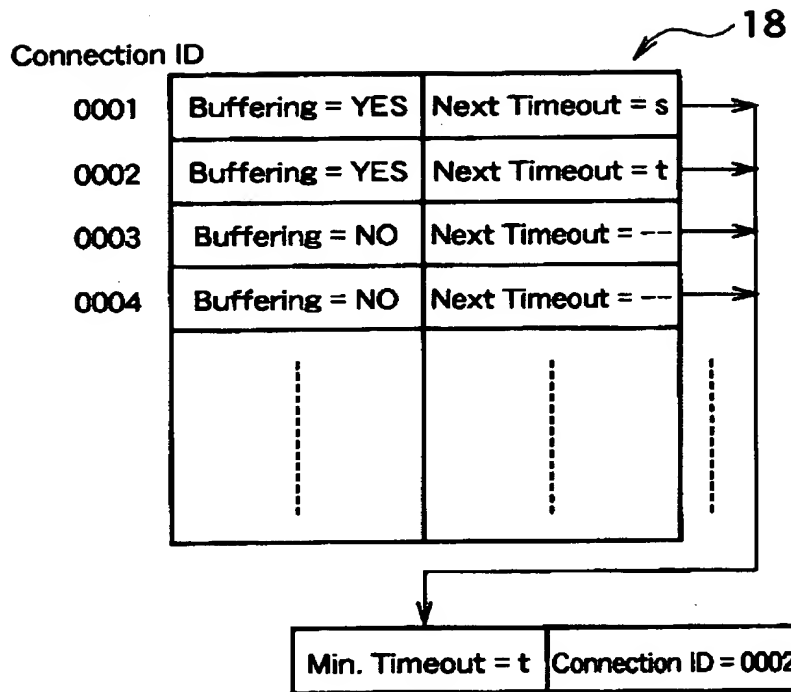 18
Connection ID
0001 Buffering = YES Next Timeout = s
0002 Buffering = YES Next Timeout = t
0003 Buffering = NO Next Timeout = --
0004 Buffering = NO Next Timeout = --
Min. Timeout = t Connection ID = 0002